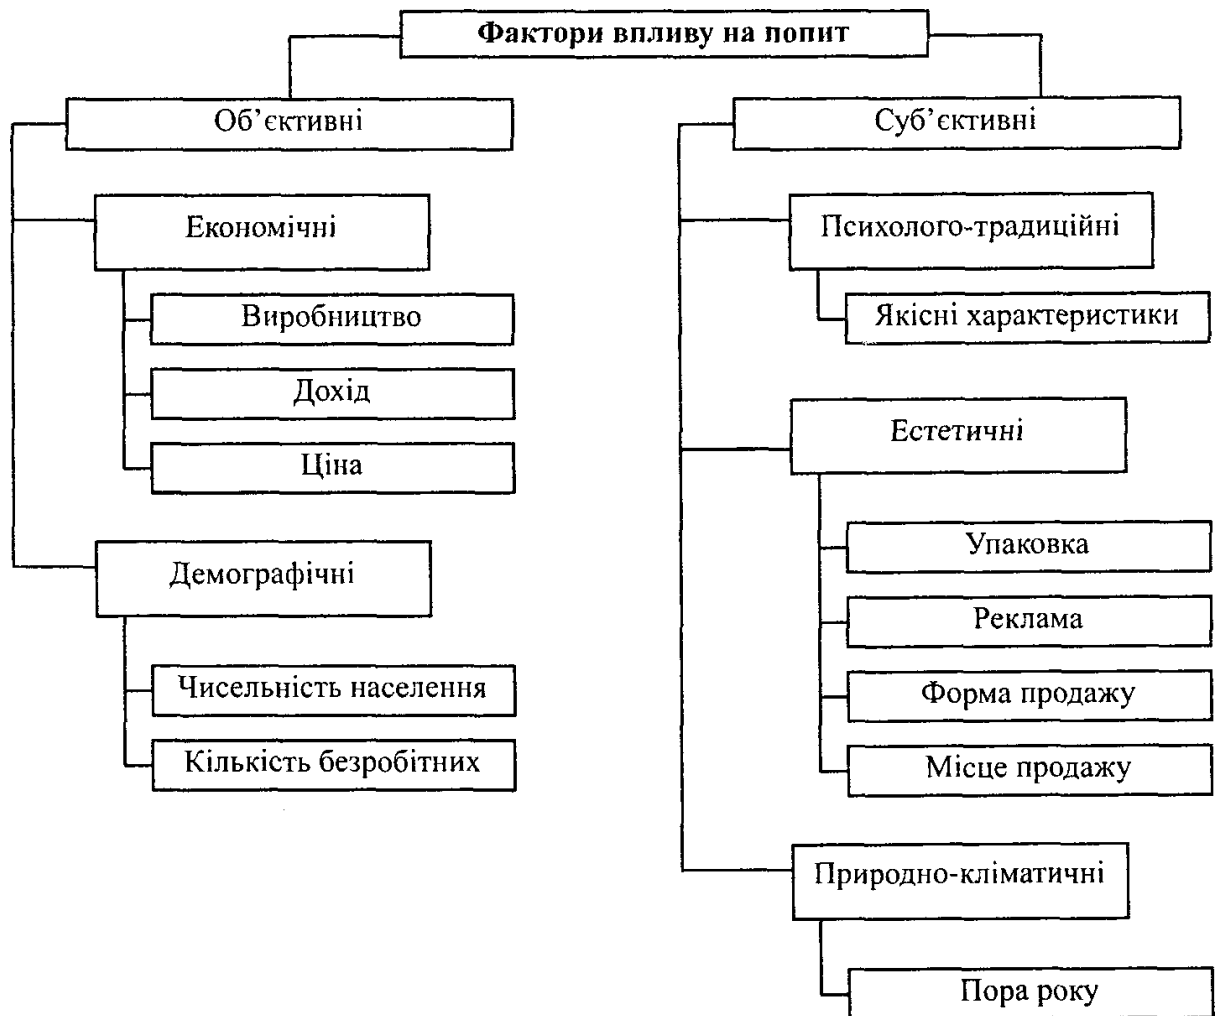 Фактори впливу на попит
Об’єктивні
Економічні
Виробництво
Дохід
Ціна
Демографічні
Чисельність населення
Кількість безробітних
Суб’єктивні
Психолого-традиційні
Якісні характеристики
Естетичні
Упаковка
Реклама
Форма продажу
Місце продажу
Природно-кліматичні
Пора року